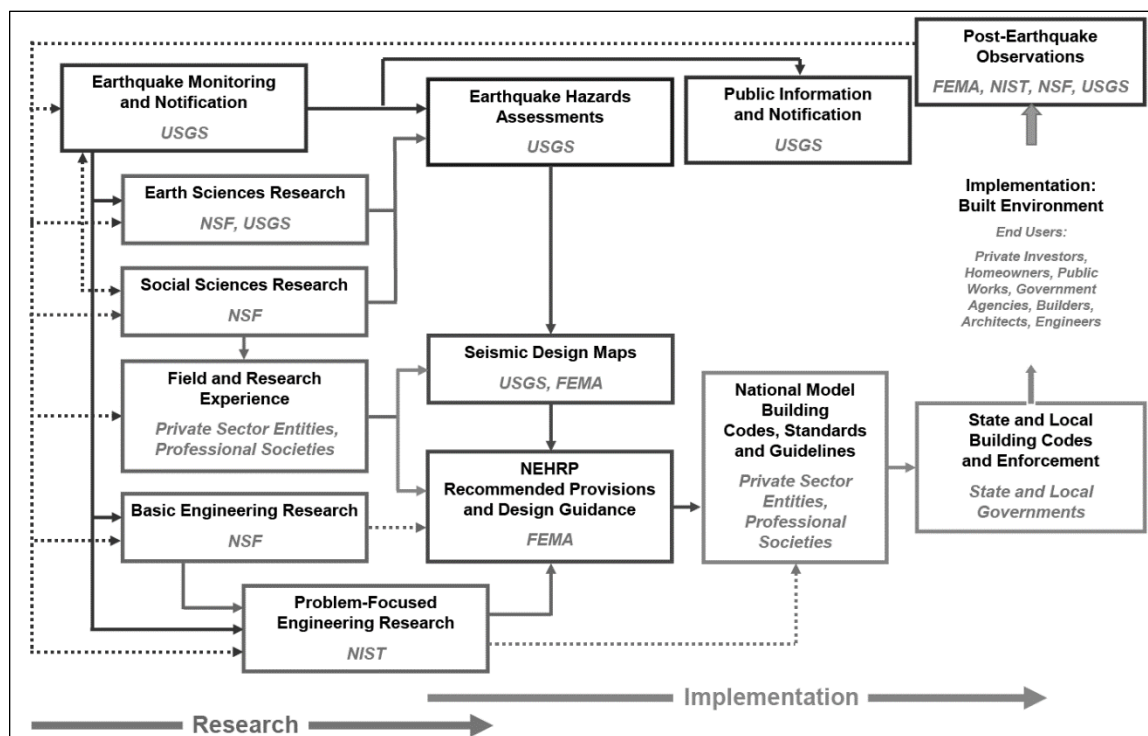 Post-Earthquake
Observations
FEMA, NIST, NSF, USGS
Earthquake Monitoring
and Notification
USGS
Earthquake Hazards
Assessments
USGS
Public Information
and Notification
USGS
Earth Sciences Research
NSF, USGS
Implementation:
Built Environment
End Users:
Private Investors,
Homeowners, Public
Works, Government
Agencies, Builders,
Architects, Engineers
Social Sciences Research
NSF
Field and Research
Experience
Private Sector Entities,
Professional Societies
Seismic Design Maps
USGS, FEMA
National Model
Building
Codes, Standards
and Guidelines
Private Sector
Entities,
Professional
Societies
State and Local
Building Codes
and Enforcement
State and Local
Governments
NEHRP
Recommended Provisions
and Design Guidance
FEMA
Basic Engineering Research
NSF
Problem-Focused
Engineering Research
NIST
Implementation
Research